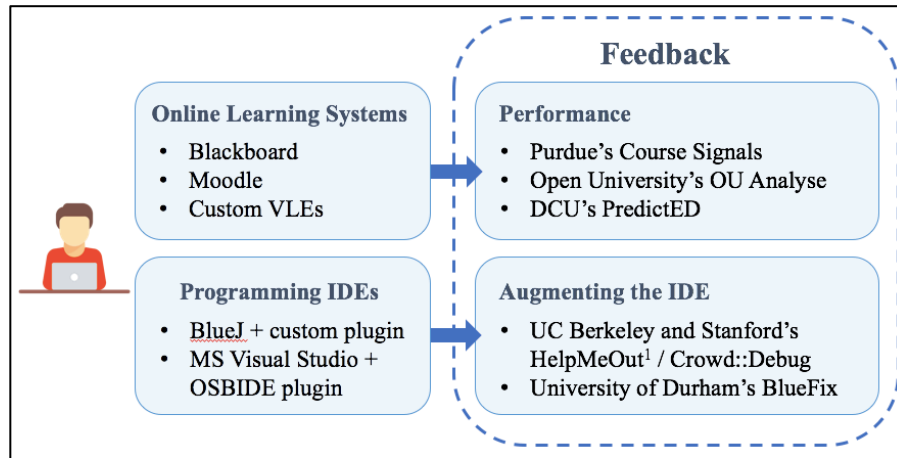 Feedback
Online Learning Systems
• Blackboard
• Moodle
• Custom VLEs
Performance
• Purdue’s Course Signals
• Open University’s OU Analyse
• DCU’s PredictED
Programming IDEs
• BlueJ + custom plugin
• MS Visual Studio +
OSBIDE plugin
Augmenting the IDE
• UC Berkeley and Stanford’s
HelpMeOut¹ / Crowd::Debug
• University of Durham’s BlueFix